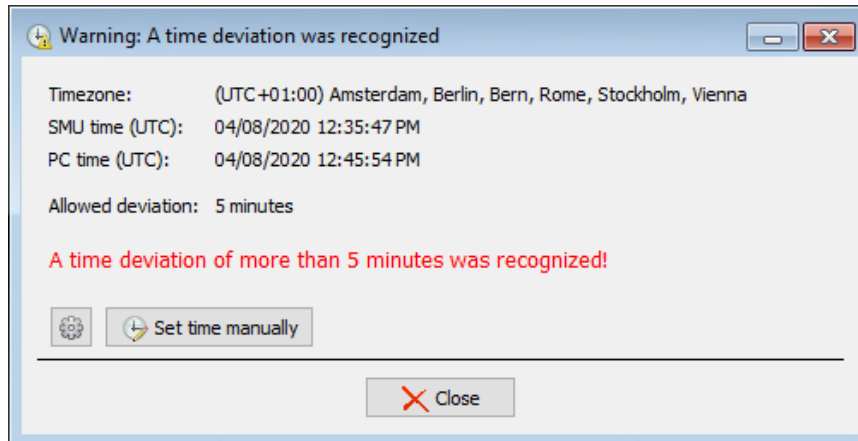 Warning: A time deviation was recognized
Timezone: (UTC+01:00) Amsterdam, Berlin, Bern, Rome, Stockholm, Vienna
SMU time (UTC): 04/08/2020 12:35:47 PM
PC time (UTC): 04/08/2020 12:45:54 PM
Allowed deviation: 5 minutes
A time deviation of more than 5 minutes was recognized!
Set time manually
Close